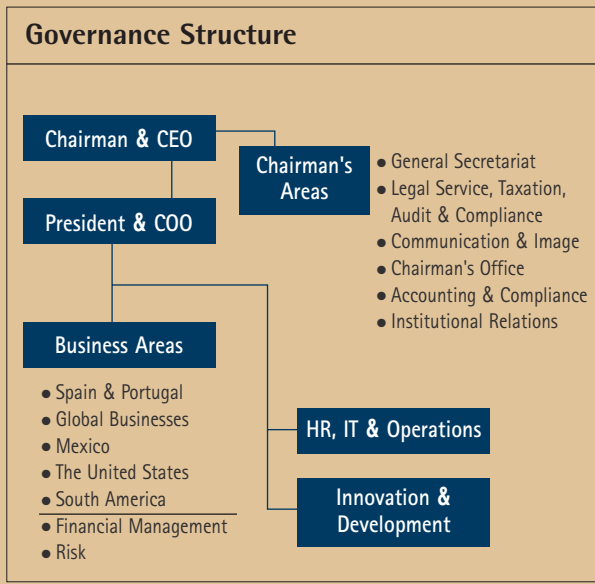 Governance Structure
Chairman & CEO
Chairman's
Areas
• General Secretariat
• Legal Service, Taxation,
Audit & Compliance
• Communication & Image
• Chairman's Office
• Accounting & Compliance
• Institutional Relations
President & COO
Business Areas
• Spain & Portugal
• Global Businesses
• Mexico
• The United States
• South America
• Financial Management
• Risk
HR, IT & Operations
Innovation &
Development